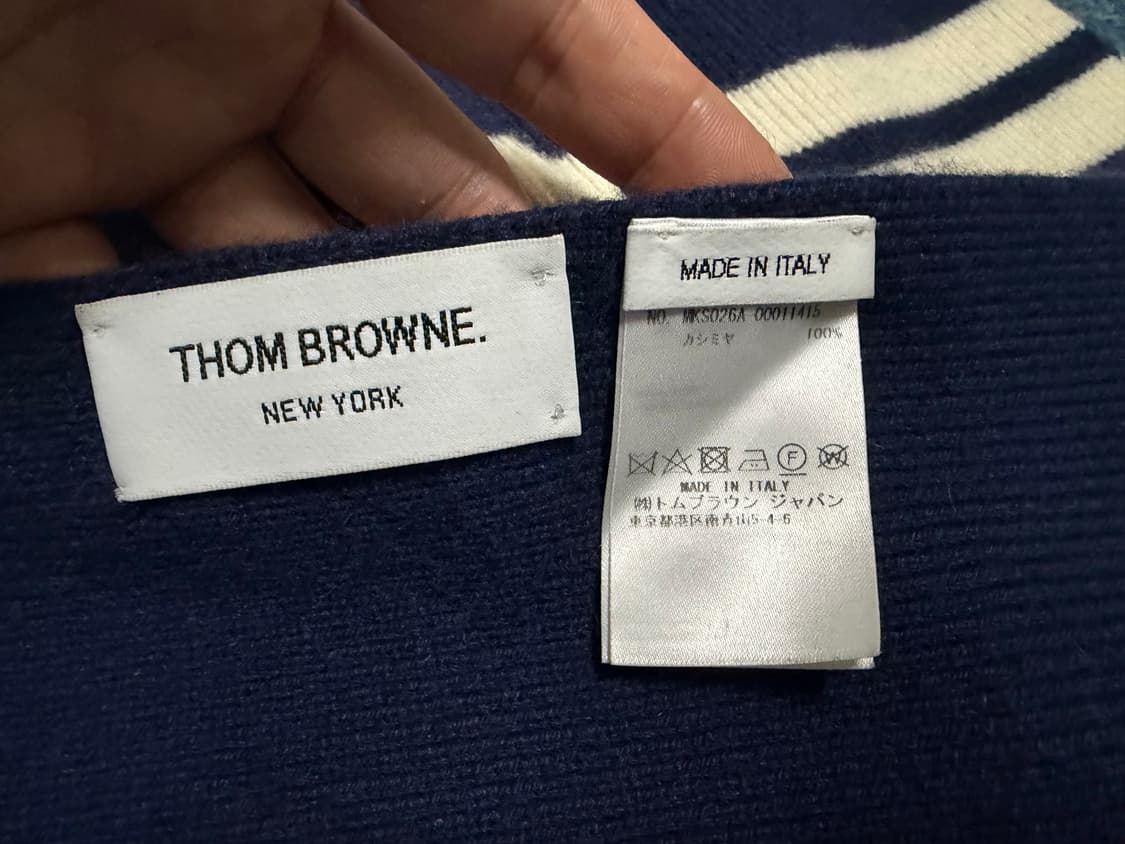 THOM BROWNE.
NEW YORK
MADE IN ITALY
NO. MKS026A 00011415
カシミヤ 100%
F W
MADE IN ITALY
㈱トムブラウン ジャパン
東京都港区南青山5-4-6